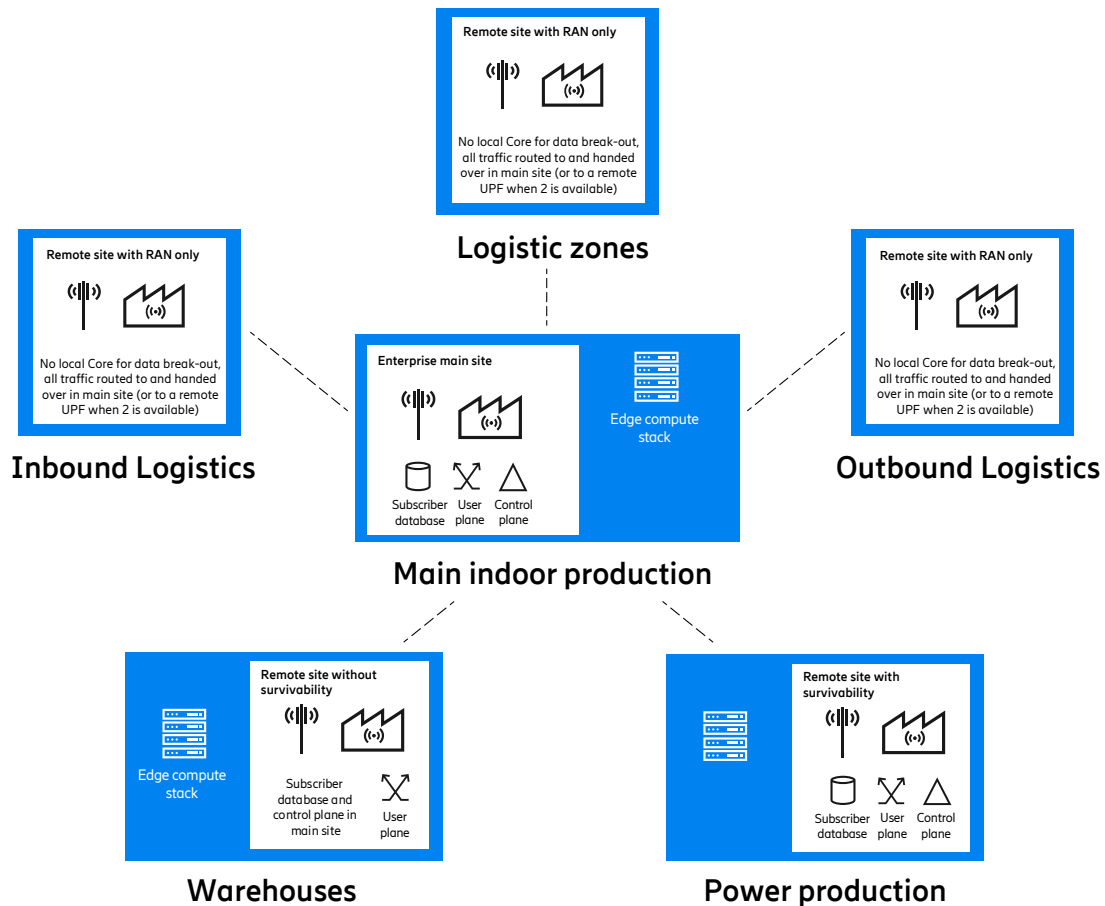 Remote site with RAN only
No local Core for data break-out,
all traffic routed to and handed
over in main site (or to a remote
UPF when 2 is available)
Logistic zones
Remote site with RAN only
No local Core for data break-out,
all traffic routed to and handed
over in main site (or to a remote
UPF when 2 is available)
Inbound Logistics
Remote site with RAN only
No local Core for data break-out,
all traffic routed to and handed
over in main site (or to a remote
UPF when 2 is available)
Outbound Logistics
Enterprise main site
Subscriber
database
User
plane
Control
plane
Edge compute
stack
Main indoor production
Edge compute
stack
Remote site without
survivability
Subscriber
database and
control plane in
main site
User
plane
Warehouses
Remote site with
survivability
Subscriber
database
User
plane
Control
plane
Power production